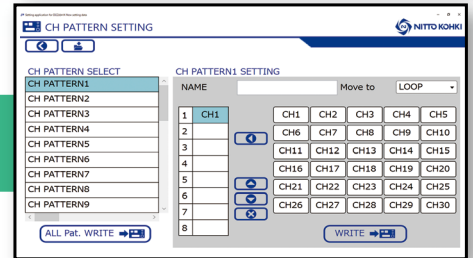 CH PATTERN SETTING
NITTO KOHKI
CH PATTERN SELECT
CH PATTERN1
CH PATTERN2
CH PATTERN3
CH PATTERN4
CH PATTERN5
CH PATTERN6
CH PATTERN7
CH PATTERN8
CH PATTERN9
ALL Pat. WRITE
CH PATTERN1 SETTING
NAME
Move to
LOOP
1 CH1
2
3
4
5
6
7
8
CH1 CH2 CH3 CH4 CH5
CH6 CH7 CH8 CH9 CH10
CH11 CH12 CH13 CH14 CH15
CH16 CH17 CH18 CH19 CH20
CH21 CH22 CH23 CH24 CH25
CH26 CH27 CH28 CH29 CH30
WRITE